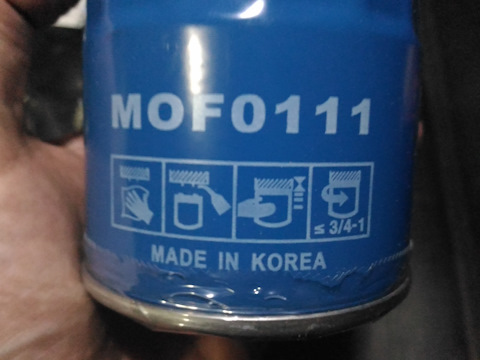 MOF0111
≤ 3/4-1
MADE IN KOREA